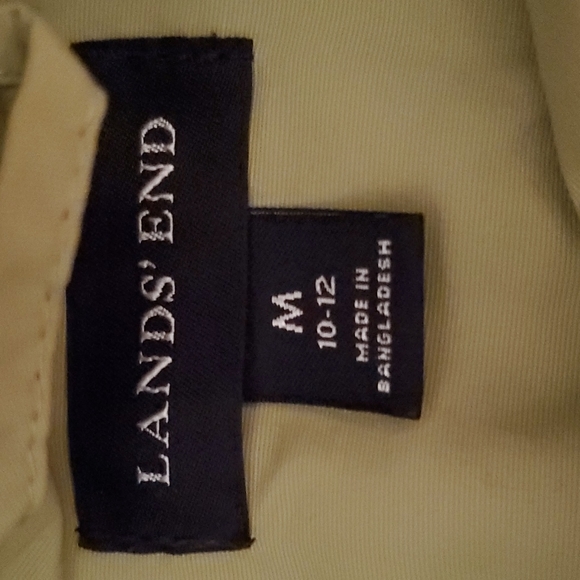 LANDS' END
M
10-12
MADE IN
BANGLADESH